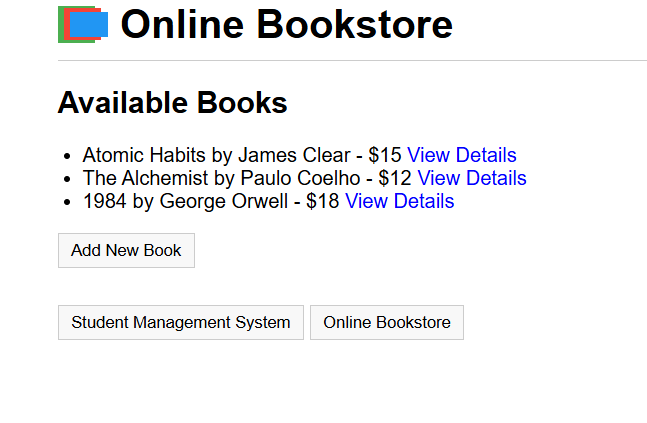 Online Bookstore
Available Books
Atomic Habits by James Clear - $15 View Details
The Alchemist by Paulo Coelho - $12 View Details
1984 by George Orwell - $18 View Details
Add New Book
Student Management System Online Bookstore